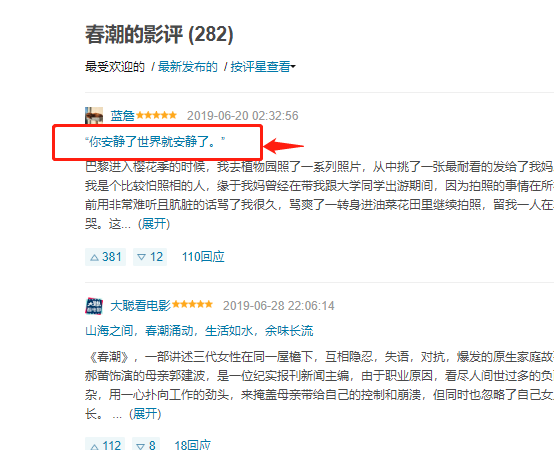 春潮的影评 (282)
最受欢迎的 / 最新发布的 / 按评星查看
蓝詹 2019-06-20 02:32:56
“你安静了世界就安静了。”
巴黎进入樱花季的时候，我去植物园照了一系列照片，从中挑了一张最耐看的发给了我妈
我是个比较怕照相的人，缘于我妈曾经在带我跟大学同学出游期间，因为拍照的事情在所
前用非常难听且肮脏的话骂了我很久，骂爽了一转身进油菜花田里继续拍照，留我一人在
哭。这... (展开)
381 12 110回应
大聪看电影 2019-06-28 22:06:14
山海之间，春潮涌动，生活如水，余味长流
《春潮》，一部讲述三代女性在同一屋檐下，互相隐忍，失语，对抗，爆发的原生家庭故
郝蕾饰演的母亲郭建波，是一位纪实报刊新闻主编，由于职业原因，看尽人间世过多的负
杂，用一心扑向工作的劲头，来掩盖母亲带给自己的控制和崩溃，但同时也忽略了自己女
长。 ... (展开)
112 8 18回应